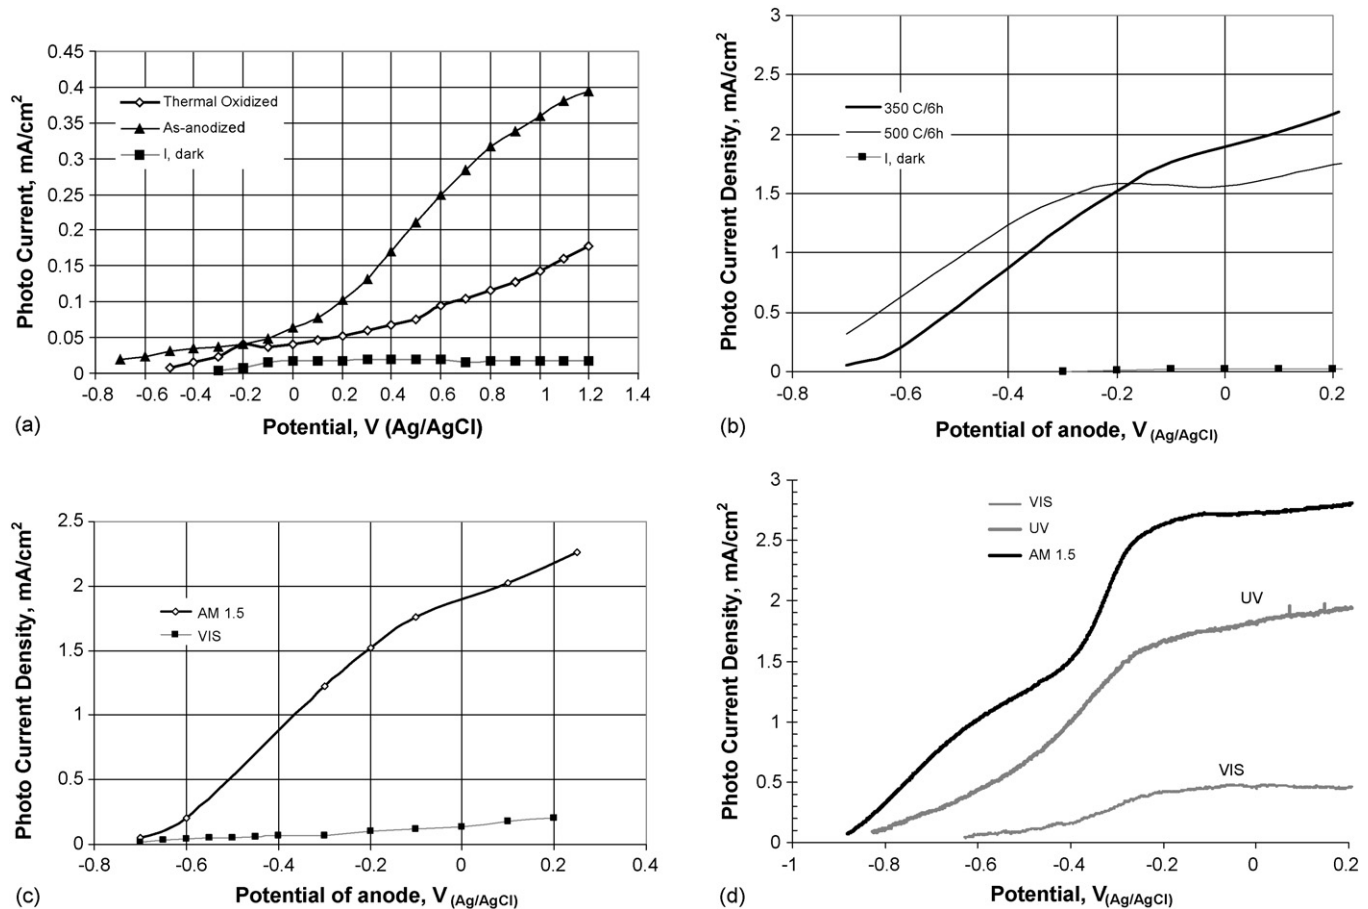 0.45
0.4
0.35
0.3
0.25
0.2
0.15
0.1
0.05
0
Photo Current, mA/cm²
Thermal Oxidized
As-anodized
I, dark
-0.8 -0.6 -0.4 -0.2 0 0.2 0.4 0.6 0.8 1 1.2 1.4
Potential, V (Ag/AgCl)
(a)
3
2.5
2
1.5
1
0.5
0
Photo Current Density, mA/cm²
350 C/6h
500 C/6h
I, dark
-0.8 -0.6 -0.4 -0.2 0 0.2
Potential of anode, V (Ag/AgCl)
(b)
2.5
2
1.5
1
0.5
0
Photo Current Density, mA/cm²
AM 1.5
VIS
-0.8 -0.6 -0.4 -0.2 0 0.2 0.4
Potential of anode, V (Ag/AgCl)
(c)
3
2.5
2
1.5
1
0.5
0
Photo Current Density, mA/cm²
VIS
UV
AM 1.5
UV
VIS
-1 -0.8 -0.6 -0.4 -0.2 0 0.2
Potential, V(Ag/AgCl)
(d)